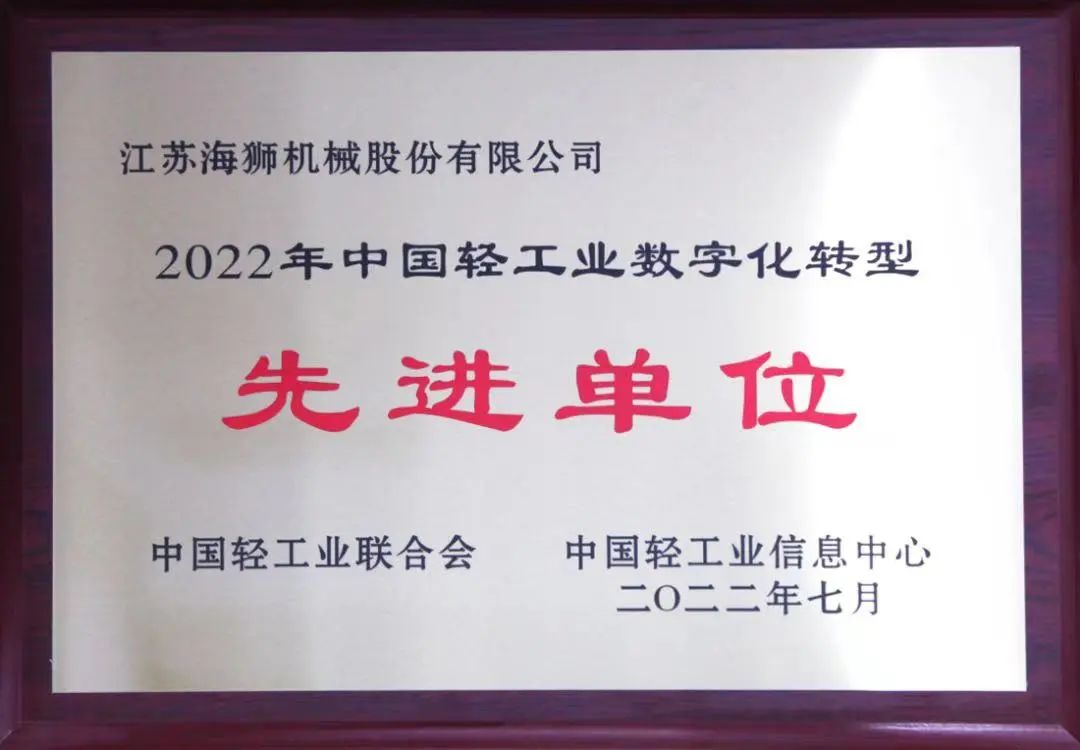 江苏海狮机械股份有限公司
2022年中国轻工业数字化转型
先进单位
中国轻工业联合会 中国轻工业信息中心
二〇二二年七月